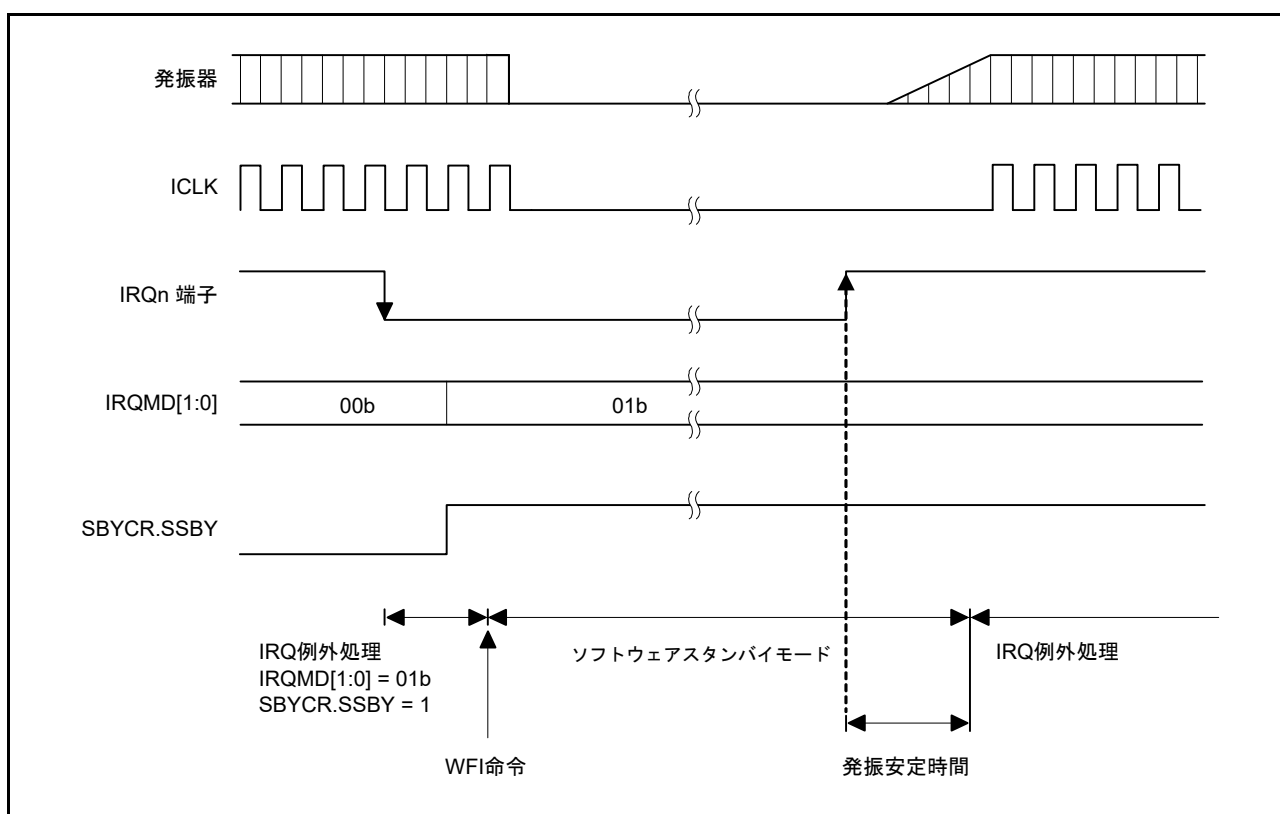 発振器
ICLK
IRQn 端子
IRQMD[1:0]
00b
01b
SBYCR.SSBY
IRQ例外処理
IRQMD[1:0] = 01b
SBYCR.SSBY = 1
ソフトウェアスタンバイモード
IRQ例外処理
WFI命令
発振安定時間